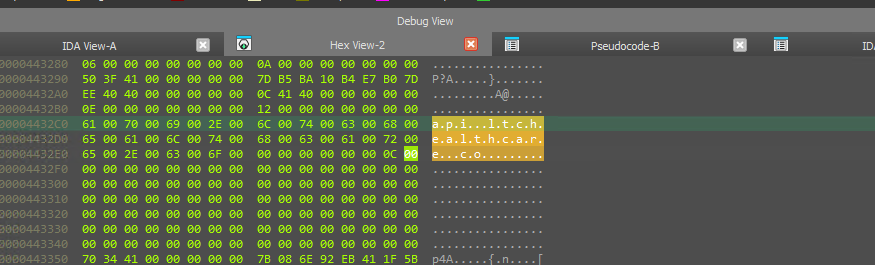 Debug View
IDA View-A Hex View-2 Pseudocode-B IDA
0000443280 06 00 00 00 00 00 00 00 0A 00 00 00 00 00 00 00 ................
0000443290 50 3F 41 00 00 00 00 00 7D B5 BA 10 B4 E7 B0 7D P?A.....}.......
00004432A0 EE 40 40 00 00 00 00 00 0C 41 40 00 00 00 00 00 .........A@.....
00004432B0 0E 00 00 00 00 00 00 00 12 00 00 00 00 00 00 00 ................
00004432C0 61 00 70 00 69 00 2E 00 6C 00 74 00 63 00 68 00 a.p.i...l.t.c.h.
00004432D0 65 00 61 00 6C 00 74 00 68 00 63 00 61 00 72 00 e.a.l.t.h.c.a.r.
00004432E0 65 00 2E 00 63 00 6F 00 00 00 00 00 00 00 0C 00 e...c.o.........
00004432F0 00 00 00 00 00 00 00 00 00 00 00 00 00 00 00 00 ................
0000443300 00 00 00 00 00 00 00 00 00 00 00 00 00 00 00 00 ................
0000443310 00 00 00 00 00 00 00 00 00 00 00 00 00 00 00 00 ................
0000443320 00 00 00 00 00 00 00 00 00 00 00 00 00 00 00 00 ................
0000443330 00 00 00 00 00 00 00 00 00 00 00 00 00 00 00 00 ................
0000443340 00 00 00 00 00 00 00 00 00 00 00 00 00 00 00 00 ................
0000443350 70 34 41 00 00 00 00 00 7B 08 6E 92 EB 41 1F 5B p4A.....{.n....[